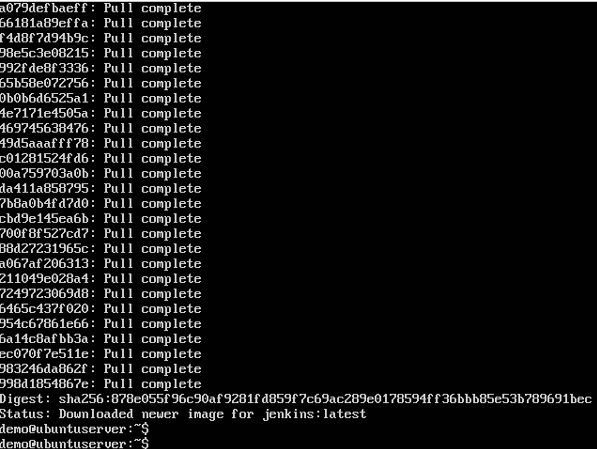 a079defbaeff: Pull complete
66181a89effa: Pull complete
f4d8f7d94b9c: Pull complete
98e5c3e08215: Pull complete
992fde8f3336: Pull complete
65b58e072756: Pull complete
0b0b6d6525a1: Pull complete
4e7171e4505a: Pull complete
469745638476: Pull complete
49d5aaafff78: Pull complete
c01281524fd6: Pull complete
00a759703a0b: Pull complete
da411a858795: Pull complete
7b8a0b4fd7d0: Pull complete
cbd9e145ea6b: Pull complete
700f8f527cd7: Pull complete
88d27231965c: Pull complete
a067af206313: Pull complete
211049e028a4: Pull complete
7249723069d8: Pull complete
6465c437f020: Pull complete
954c67861e66: Pull complete
6a14c8afbb3a: Pull complete
ec070f7e511e: Pull complete
983246da862f: Pull complete
998d1854867e: Pull complete
Digest: sha256:878e055f96c90af9281fd859f7c69ac289e0178594ff36bbb85e53b789691bec
Status: Downloaded newer image for jenkins:latest
demo@ubuntuserver:~$
demo@ubuntuserver:~$